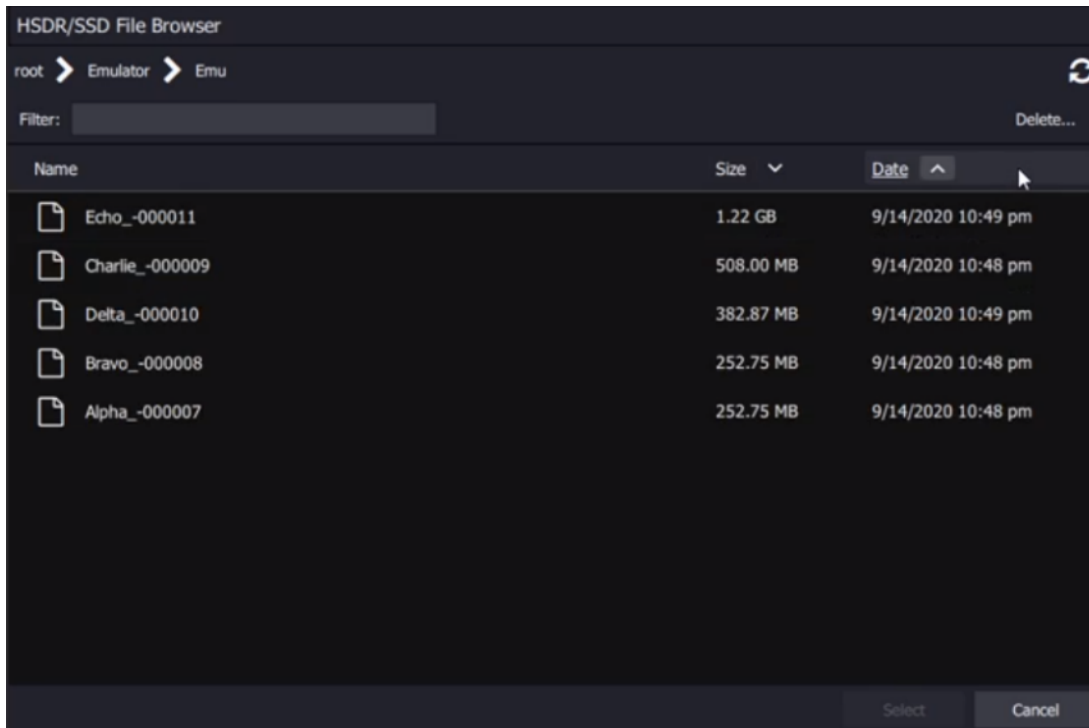 HSDR/SSD File Browser
root Emulator Emu
Filter: Delete...
Name Size Date
Echo_-000011 1.22 GB 9/14/2020 10:49 pm
Charlie_-000009 508.00 MB 9/14/2020 10:48 pm
Delta_-000010 382.87 MB 9/14/2020 10:49 pm
Bravo_-000008 252.75 MB 9/14/2020 10:48 pm
Alpha_-000007 252.75 MB 9/14/2020 10:48 pm
Select Cancel